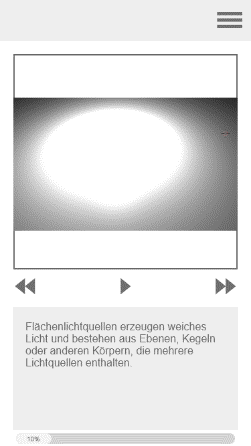 Flächenlichtquellen erzeugen weiches
Licht und bestehen aus Ebenen, Kegeln
oder anderen Körpern, die mehrere
Lichtquellen enthalten.
10%